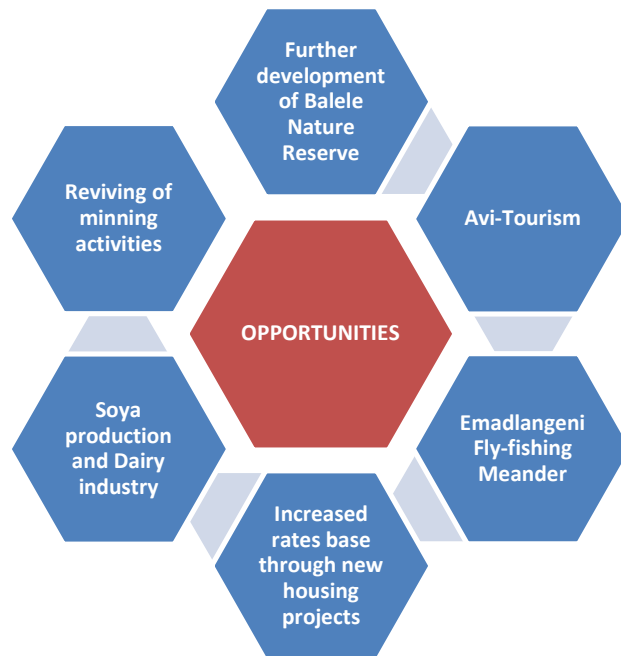 Further
development
of Balele
Nature
Reserve
Avi-Tourism
Emadlangeni
Fly-fishing
Meander
Increased
rates base
through new
housing
projects
Soya
production
and Dairy
industry
Reviving of
minning
activities
OPPORTUNITIES